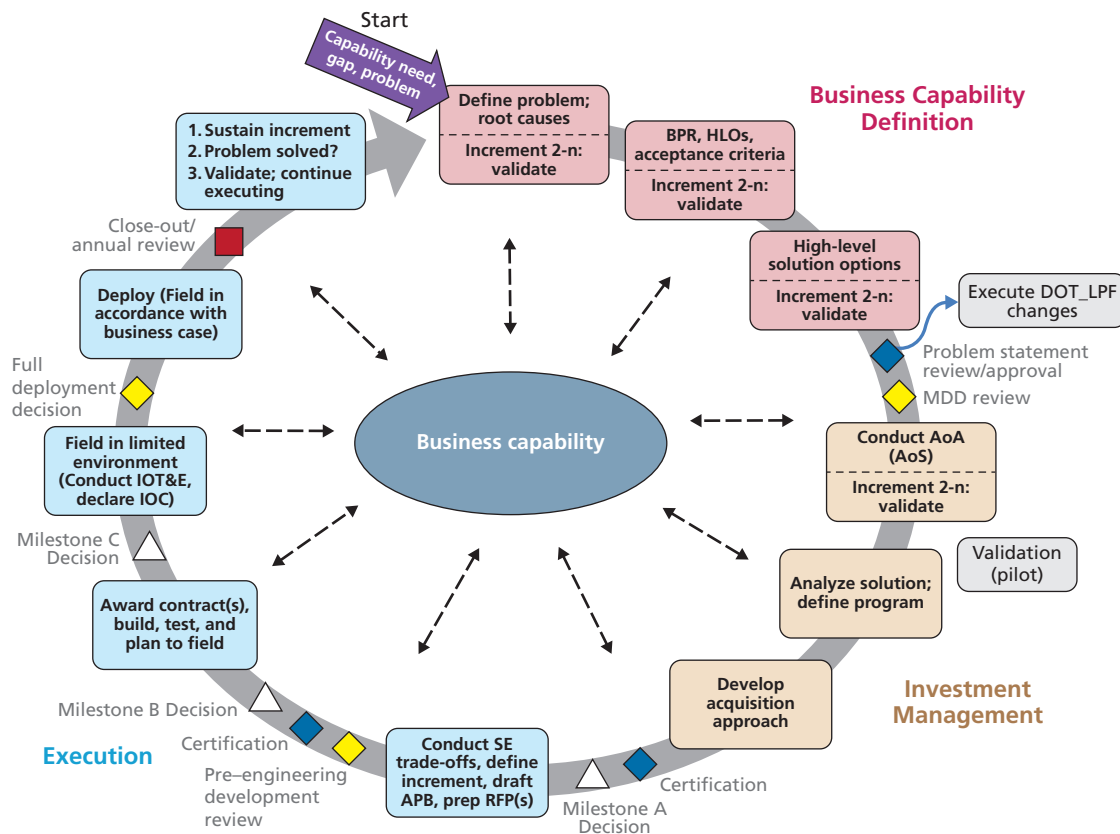 Start
Capability need,
gap, problem
Define problem;
root causes
Increment 2-n:
validate
Business Capability
Definition
BPR, HLOs,
acceptance criteria
Increment 2-n:
validate
High-level
solution options
Increment 2-n:
validate
Execute DOT_LPF
changes
Problem statement
review/approval
MDD review
Conduct AoA
(AoS)
Increment 2-n:
validate
Validation
(pilot)
Analyze solution;
define program
Investment
Management
Develop
acquisition
approach
Certification
Milestone A
Decision
Conduct SE
trade-offs, define
increment, draft
APB, prep RFP(s)
Pre–engineering
development
review
Certification
Milestone B Decision
Execution
Award contract(s),
build, test, and
plan to field
Milestone C
Decision
Field in limited
environment
(Conduct IOT&E,
declare IOC)
Full
deployment
decision
Deploy (Field in
accordance with
business case)
Close-out/
annual review
1. Sustain increment
2. Problem solved?
3. Validate; continue
executing
Business capability